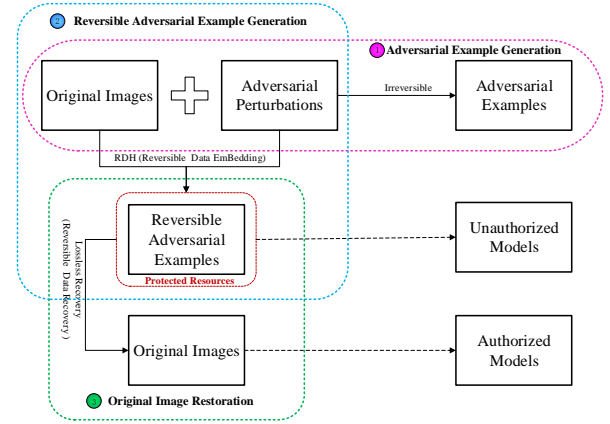 2 Reversible Adversarial Example Generation
1 Adversarial Example Generation
Original Images
Adversarial
Perturbations
Irreversible
Adversarial
Examples
RDH (Reversible Data EmBedding)
Reversible
Adversarial
Examples
Protected Resources
Unauthorized
Models
Lossless Recovery
(Reversible Data Recovery)
Original Images
Authorized
Models
3 Original Image Restoration